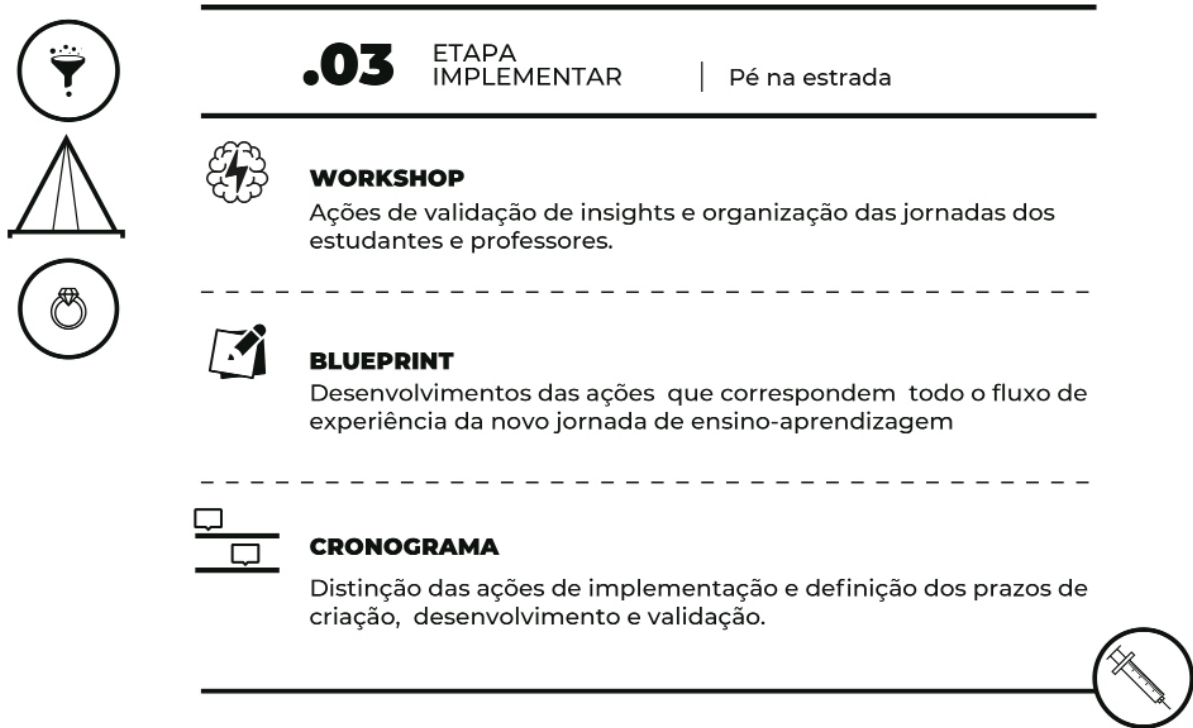 .03
ETAPA
IMPLEMENTAR
Pé na estrada
WORKSHOP
Ações de validação de insights e organização das jornadas dos
estudantes e professores.
BLUEPRINT
Desenvolvimentos das ações  que correspondem  todo o fluxo de
experiência da novo jornada de ensino-aprendizagem
CRONOGRAMA
Distinção das ações de implementação e definição dos prazos de
criação,  desenvolvimento e validação.